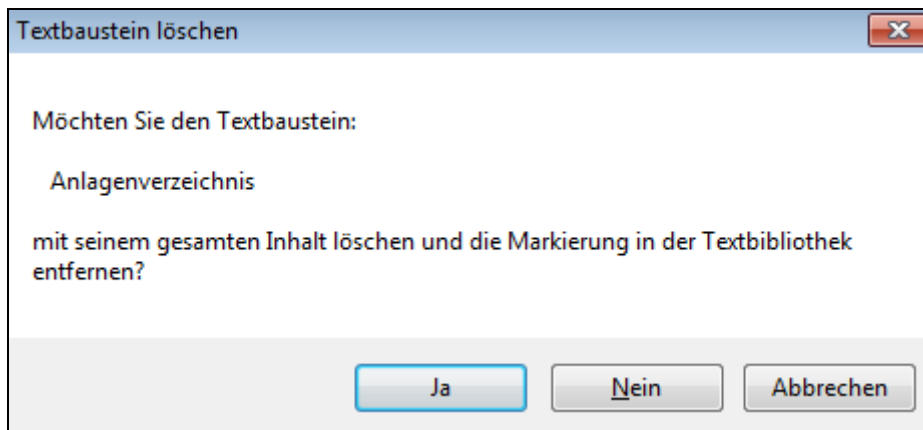 Textbaustein löschen
Möchten Sie den Textbaustein:
Anlagenverzeichnis
mit seinem gesamten Inhalt löschen und die Markierung in der Textbibliothek
entfernen?
Ja Nein Abbrechen